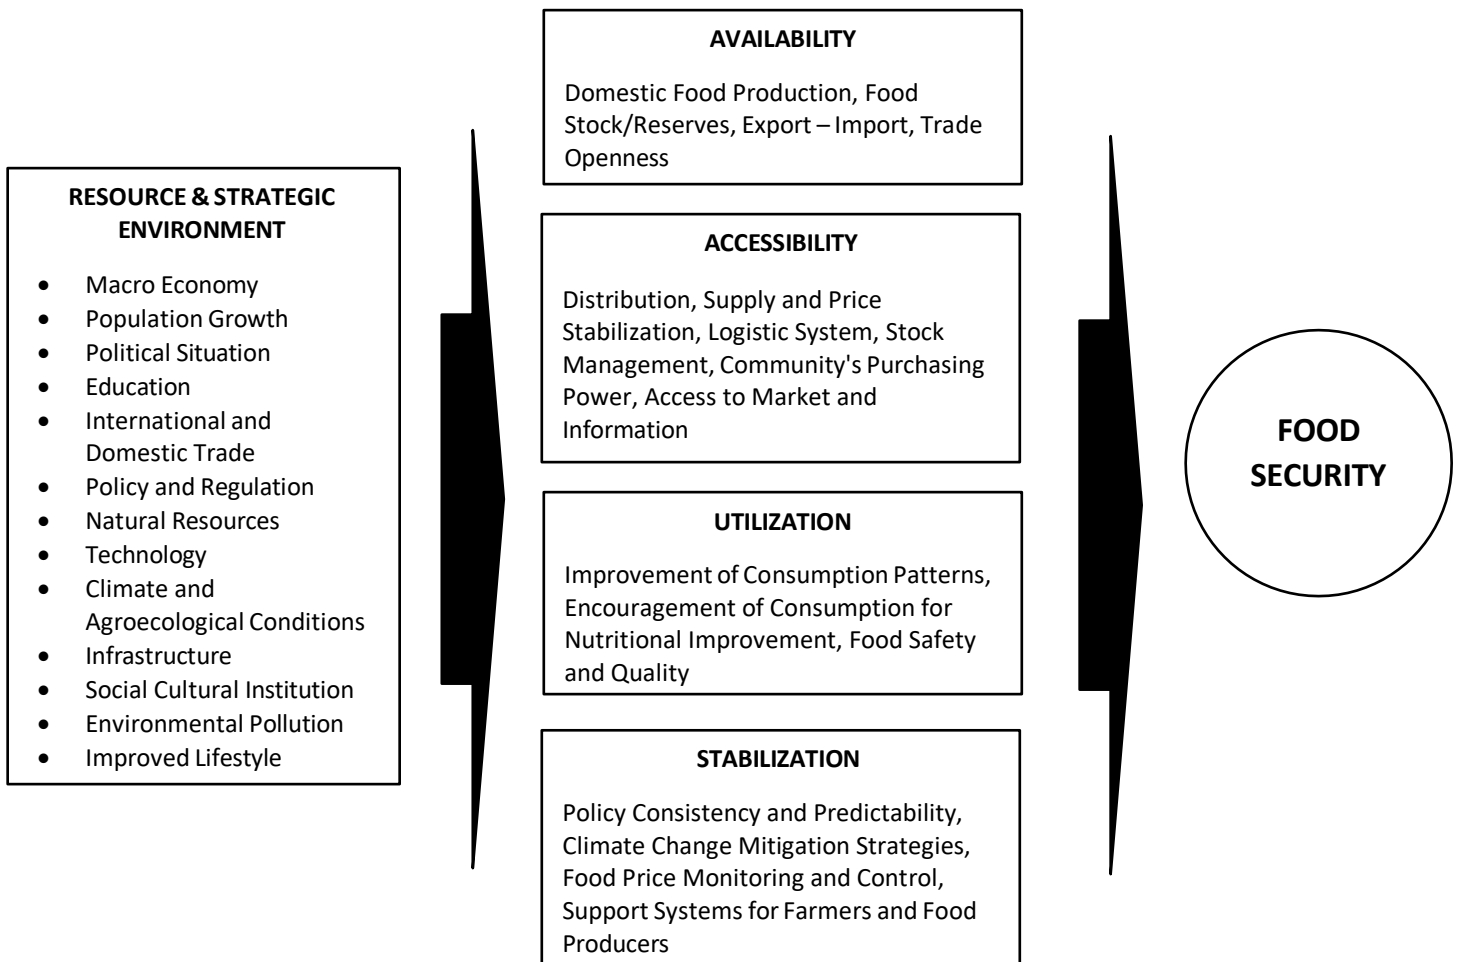 RESOURCE & STRATEGIC
ENVIRONMENT
• Macro Economy
• Population Growth
• Political Situation
• Education
• International and
Domestic Trade
• Policy and Regulation
• Natural Resources
• Technology
• Climate and
Agroecological Conditions
• Infrastructure
• Social Cultural Institution
• Environmental Pollution
• Improved Lifestyle
AVAILABILITY
Domestic Food Production, Food
Stock/Reserves, Export – Import, Trade
Openness
ACCESSIBILITY
Distribution, Supply and Price
Stabilization, Logistic System, Stock
Management, Community's Purchasing
Power, Access to Market and
Information
UTILIZATION
Improvement of Consumption Patterns,
Encouragement of Consumption for
Nutritional Improvement, Food Safety
and Quality
STABILIZATION
Policy Consistency and Predictability,
Climate Change Mitigation Strategies,
Food Price Monitoring and Control,
Support Systems for Farmers and Food
Producers
FOOD
SECURITY